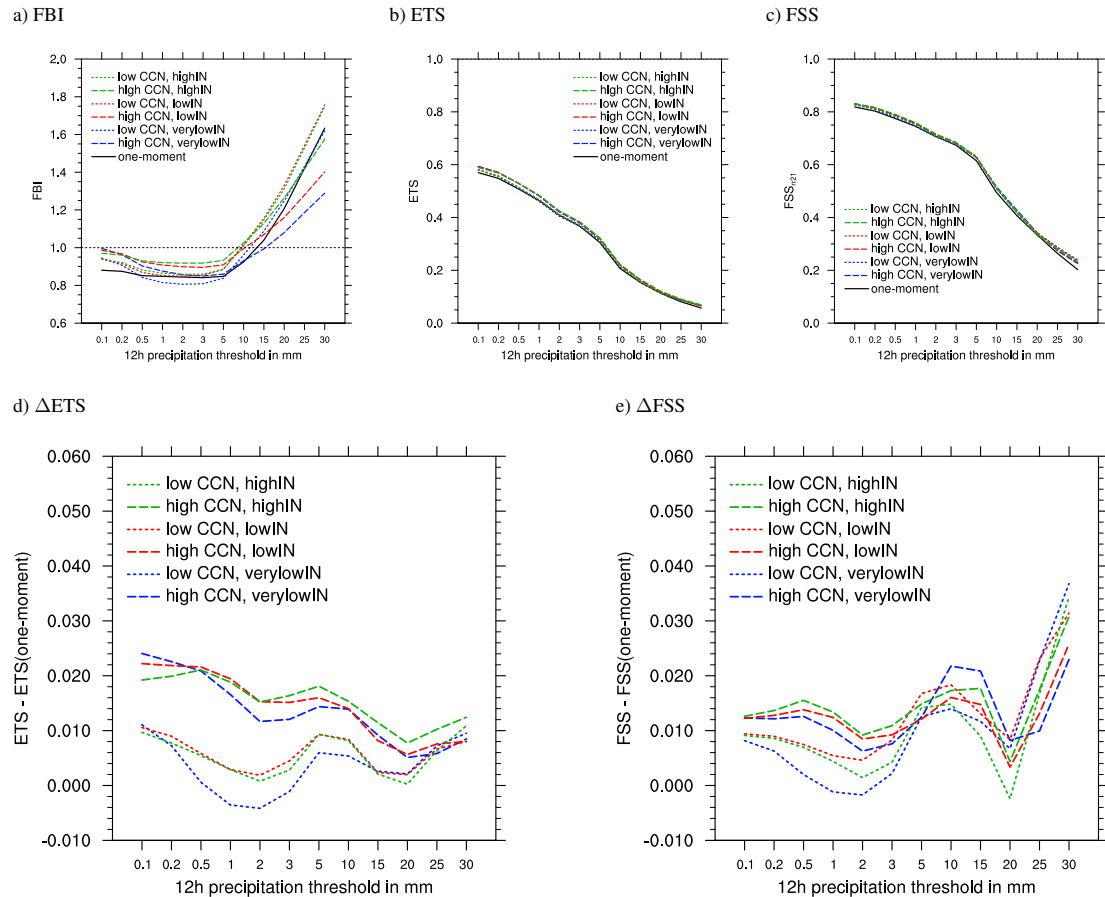 a) FBI
2.0
1.8
1.6
1.4
1.2
1.0
0.8
0.6
FBI
low CCN, highIN
high CCN, highIN
low CCN, lowIN
high CCN, lowIN
low CCN, verylowIN
high CCN, verylowIN
one-moment
0.1 0.2 0.5 1 2 3 5 10 15 20 25 30
12h precipitation threshold in mm
b) ETS
1.0
0.8
0.6
0.4
0.2
0.0
ETS
low CCN, highIN
high CCN, highIN
low CCN, lowIN
high CCN, lowIN
low CCN, verylowIN
high CCN, verylowIN
one-moment
0.1 0.2 0.5 1 2 3 5 10 15 20 25 30
12h precipitation threshold in mm
c) FSS
1.0
0.8
0.6
0.4
0.2
0.0
low CCN, highIN
high CCN, highIN
low CCN, lowIN
high CCN, lowIN
low CCN, verylowIN
high CCN, verylowIN
one-moment
0.1 0.2 0.5 1 2 3 5 10 15 20 25 30
12h precipitation threshold in mm
d) ΔETS
0.060
0.050
0.040
0.030
0.020
0.010
0.000
-0.010
ETS - ETS(one-moment)
low CCN, highIN
high CCN, highIN
low CCN, lowIN
high CCN, lowIN
low CCN, verylowIN
high CCN, verylowIN
0.1 0.2 0.5 1 2 3 5 10 15 20 25 30
12h precipitation threshold in mm
e) ΔFSS
0.060
0.050
0.040
0.030
0.020
0.010
0.000
-0.010
FSS - FSS(one-moment)
low CCN, highIN
high CCN, highIN
low CCN, lowIN
high CCN, lowIN
low CCN, verylowIN
high CCN, verylowIN
0.1 0.2 0.5 1 2 3 5 10 15 20 25 30
12h precipitation threshold in mm